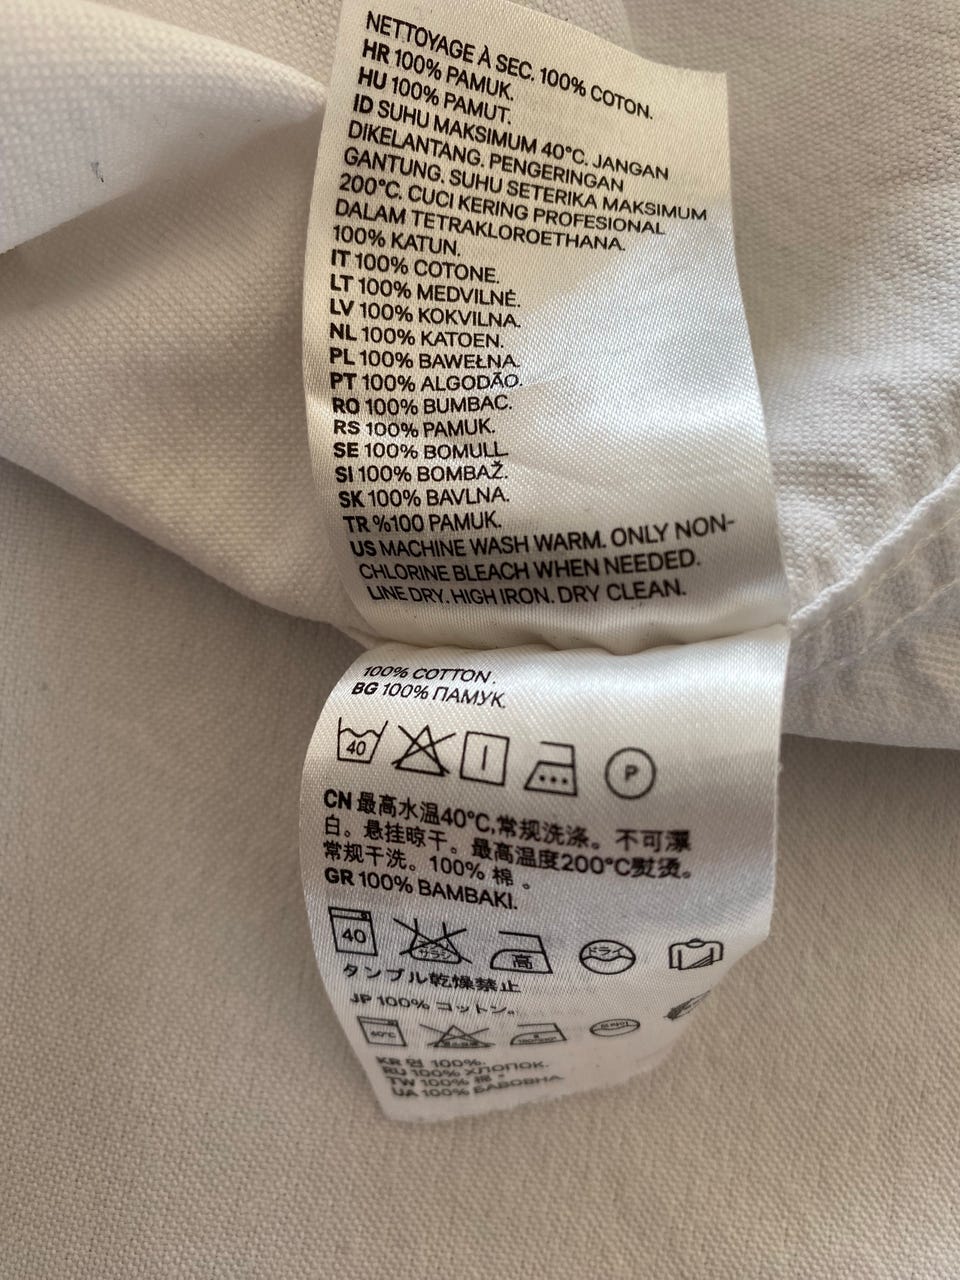 NETTOYAGE À SEC. 100% COTON.
HR 100% PAMUK.
HU 100% PAMUT.
ID SUHU MAKSIMUM 40°C. JANGAN
DIKELANTANG. PENGERINGAN
GANTUNG. SUHU SETERIKA MAKSIMUM
200°C. CUCI KERING PROFESIONAL
DALAM TETRAKLOROETHANA.
100% KATUN.
IT 100% COTONE.
LT 100% MEDVILNĖ.
LV 100% KOKVILNA.
NL 100% KATOEN.
PL 100% BAWEŁNA.
PT 100% ALGODÃO.
RO 100% BUMBAC.
RS 100% PAMUK.
SE 100% BOMULL.
SI 100% BOMBAŽ.
SK 100% BAVLNA.
TR %100 PAMUK.
US MACHINE WASH WARM. ONLY NON-
CHLORINE BLEACH WHEN NEEDED.
LINE DRY. HIGH IRON. DRY CLEAN.
100% COTTON.
BG 100% ПАМУК.
40 P
CN 最高水温40°C,常规洗涤。不可漂
白。悬挂晾干。最高温度200°C熨烫。
常规干洗。100% 棉 。
GR 100% BAMBAKI.
40 サラシ 高 ドライ
タンブル乾燥禁止
JP 100% コットン。
40°C
KR 면 100%.
RU 100% ХЛОПОК.
TW 100% 棉 。
UA 100% БАВОВНА.